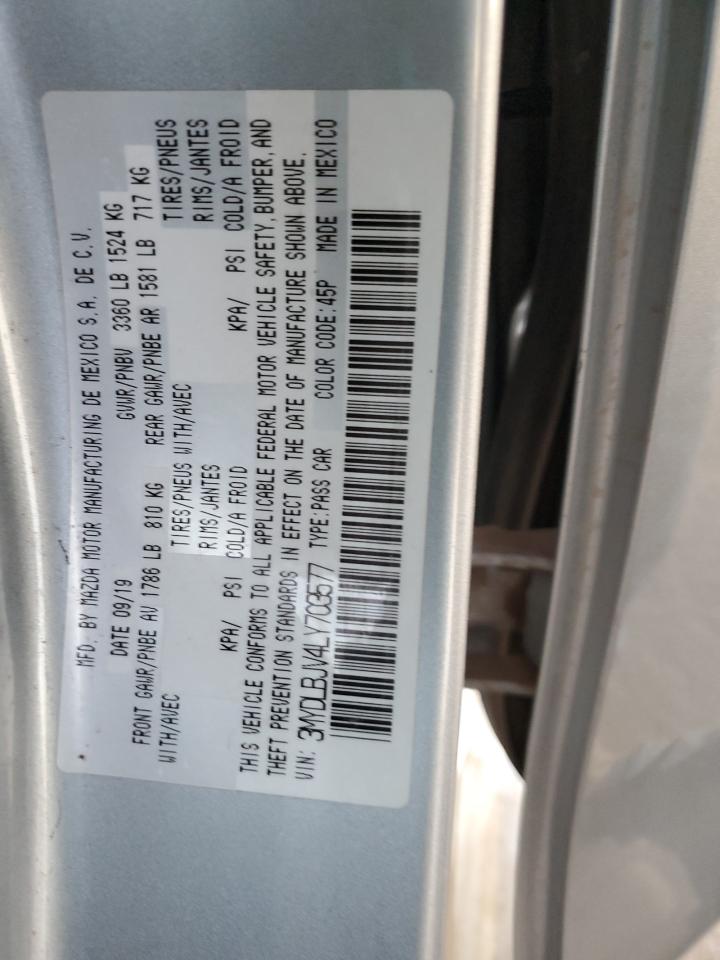 MFD. BY MAZDA MOTOR MANUFACTURING DE MEXICO S.A. DE C.V.
DATE 09/19 GVWR/PNBV 3360 LB 1524 KG
FRONT GAWR/PNBE AV 1786 LB 810 KG REAR GAWR/PNBE AR 1581 LB 717 KG
WITH/AVEC TIRES/PNEUS WITH/AVEC TIRES/PNEUS
RIMS/JANTES RIMS/JANTES
KPA/ PSI COLD/A FROID KPA/ PSI COLD/A FROID
THIS VEHICLE CONFORMS TO ALL APPLICABLE FEDERAL MOTOR VEHICLE SAFETY, BUMPER, AND
THEFT PREVENTION STANDARDS IN EFFECT ON THE DATE OF MANUFACTURE SHOWN ABOVE.
VIN: 3MYDLBJV4LY703577 TYPE:PASS CAR COLOR CODE:45P MADE IN MEXICO